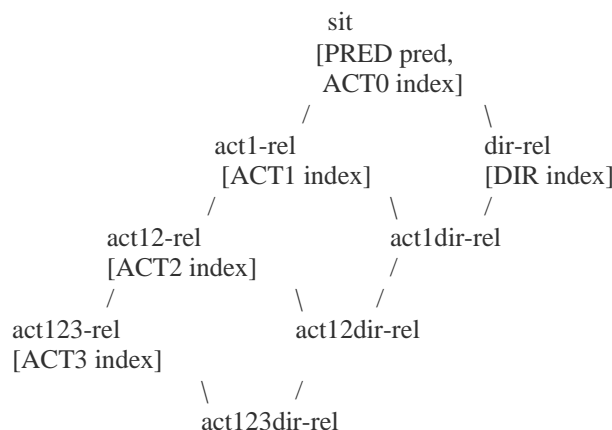 sit
[PRED pred,
ACT0 index]
act1-rel dir-rel
[ACT1 index] [DIR index]
act12-rel act1dir-rel
[ACT2 index]
act123-rel act12dir-rel
[ACT3 index]
act123dir-rel